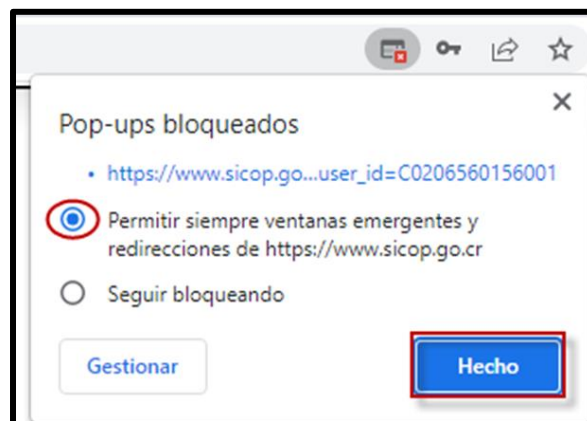 Pop-ups bloqueados
• https://www.sicop.go...user_id=C0206560156001
Permitir siempre ventanas emergentes y
redirecciones de https://www.sicop.go.cr
Seguir bloqueando
Gestionar
Hecho